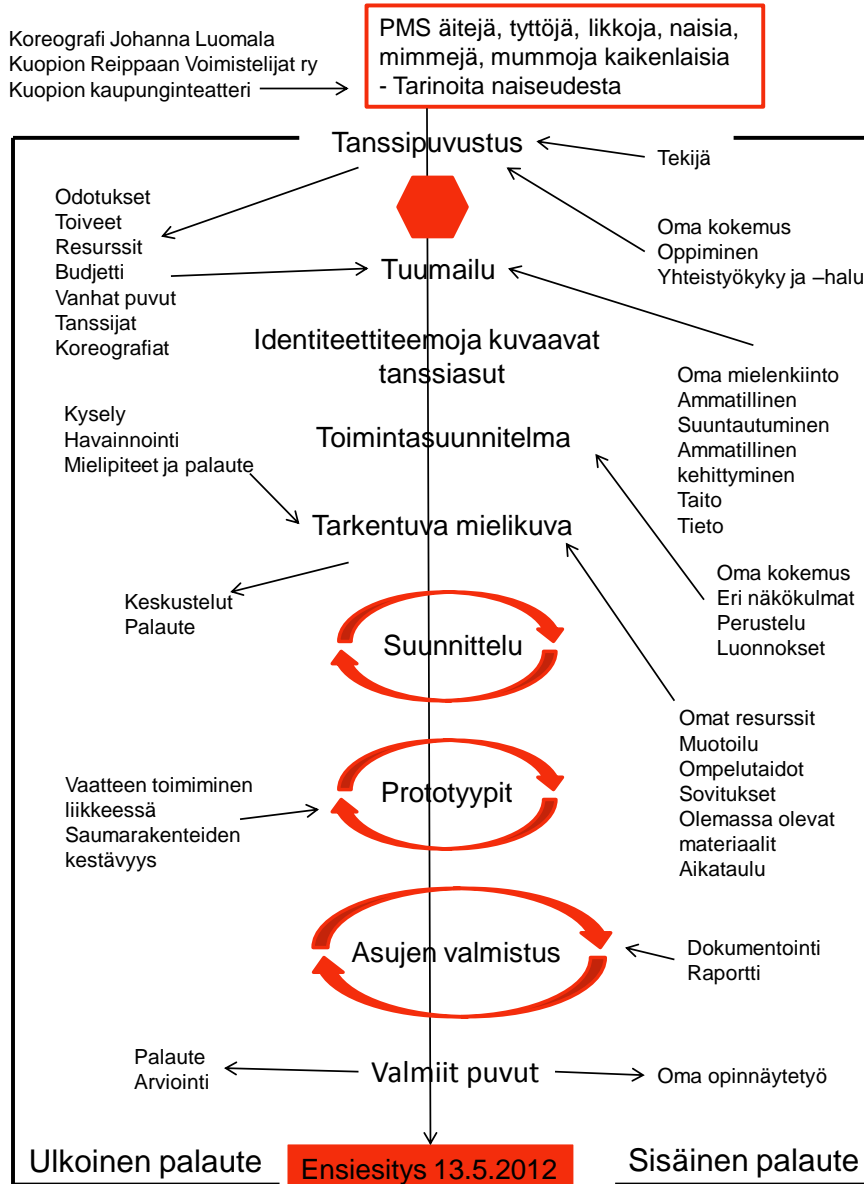 Koreografi Johanna Luomala
Kuopion Reippaan Voimistelijat ry
Kuopion kaupunginteatteri
PMS äitejä, tyttöjä, likkoja, naisia,
mimmejä, mummoja kaikenlaisia
- Tarinoita naiseudesta
Tanssipuvustus
Tekijä
Odotukset
Toiveet
Resurssit
Budjetti
Vanhat puvut
Tanssijat
Koreografiat
Oma kokemus
Oppiminen
Yhteistyökyky ja –halu
Tuumailu
Identiteettiteemoja kuvaavat
tanssiasut
Oma mielenkiinto
Ammatillinen
Suuntautuminen
Ammatillinen
kehittyminen
Taito
Tieto
Kysely
Havainnointi
Mielipiteet ja palaute
Toimintasuunnitelma
Tarkentuva mielikuva
Oma kokemus
Eri näkökulmat
Perustelu
Luonnokset
Keskustelut
Palaute
Suunnittelu
Omat resurssit
Muotoilu
Ompelutaidot
Sovitukset
Olemassa olevat
materiaalit
Aikataulu
Vaatteen toimiminen
liikkeessä
Saumarakenteiden
kestävyys
Prototyypit
Asujen valmistus
Dokumentointi
Raportti
Palaute
Arviointi
Valmiit puvut
Oma opinnäytetyö
Ulkoinen palaute
Ensiesitys 13.5.2012
Sisäinen palaute